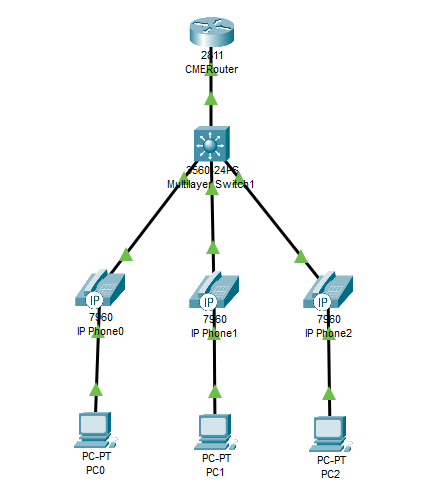 2811
CMERouter
3560-24PS
Multilayer Switch1
IP
7960
IP Phone0
IP
7960
IP Phone1
IP
7960
IP Phone2
PC-PT
PC0
PC-PT
PC1
PC-PT
PC2